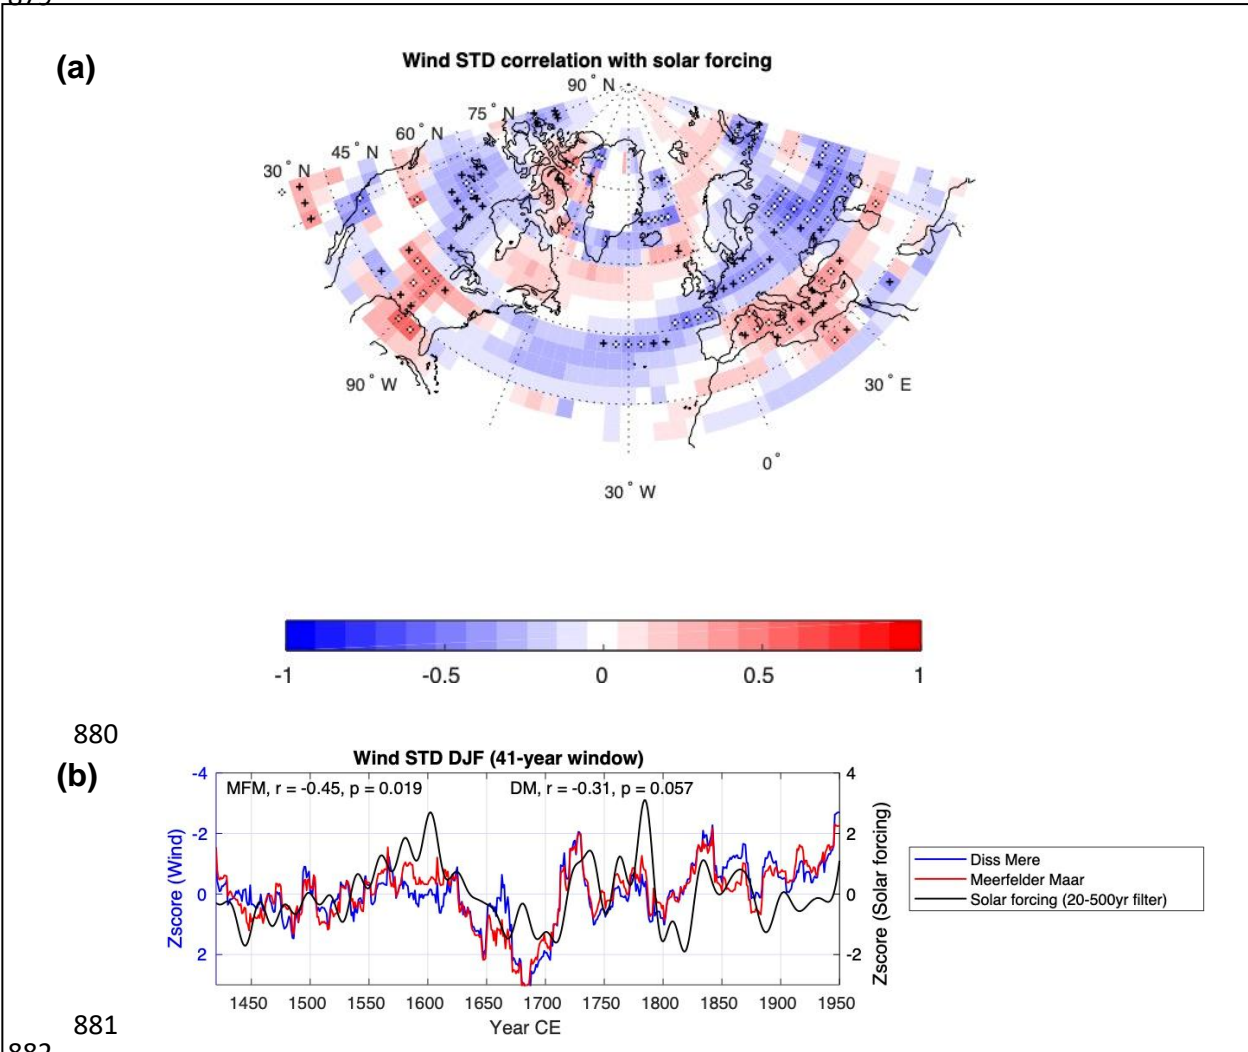 879
(a)
Wind STD correlation with solar forcing
90° N
75° N
60° N
45° N
30° N
90° W
30° E
0°
30° W
-1 -0.5 0 0.5 1
880
(b)
Wind STD DJF (41-year window)
MFM, r = -0.45, p = 0.019 DM, r = -0.31, p = 0.057
-4 -2 0 2
Zscore (Wind)
4 2 0 -2
Zscore (Solar forcing)
1450 1500 1550 1600 1650 1700 1750 1800 1850 1900 1950
Year CE
Diss Mere
Meerfelder Maar
Solar forcing (20-500yr filter)
881
882